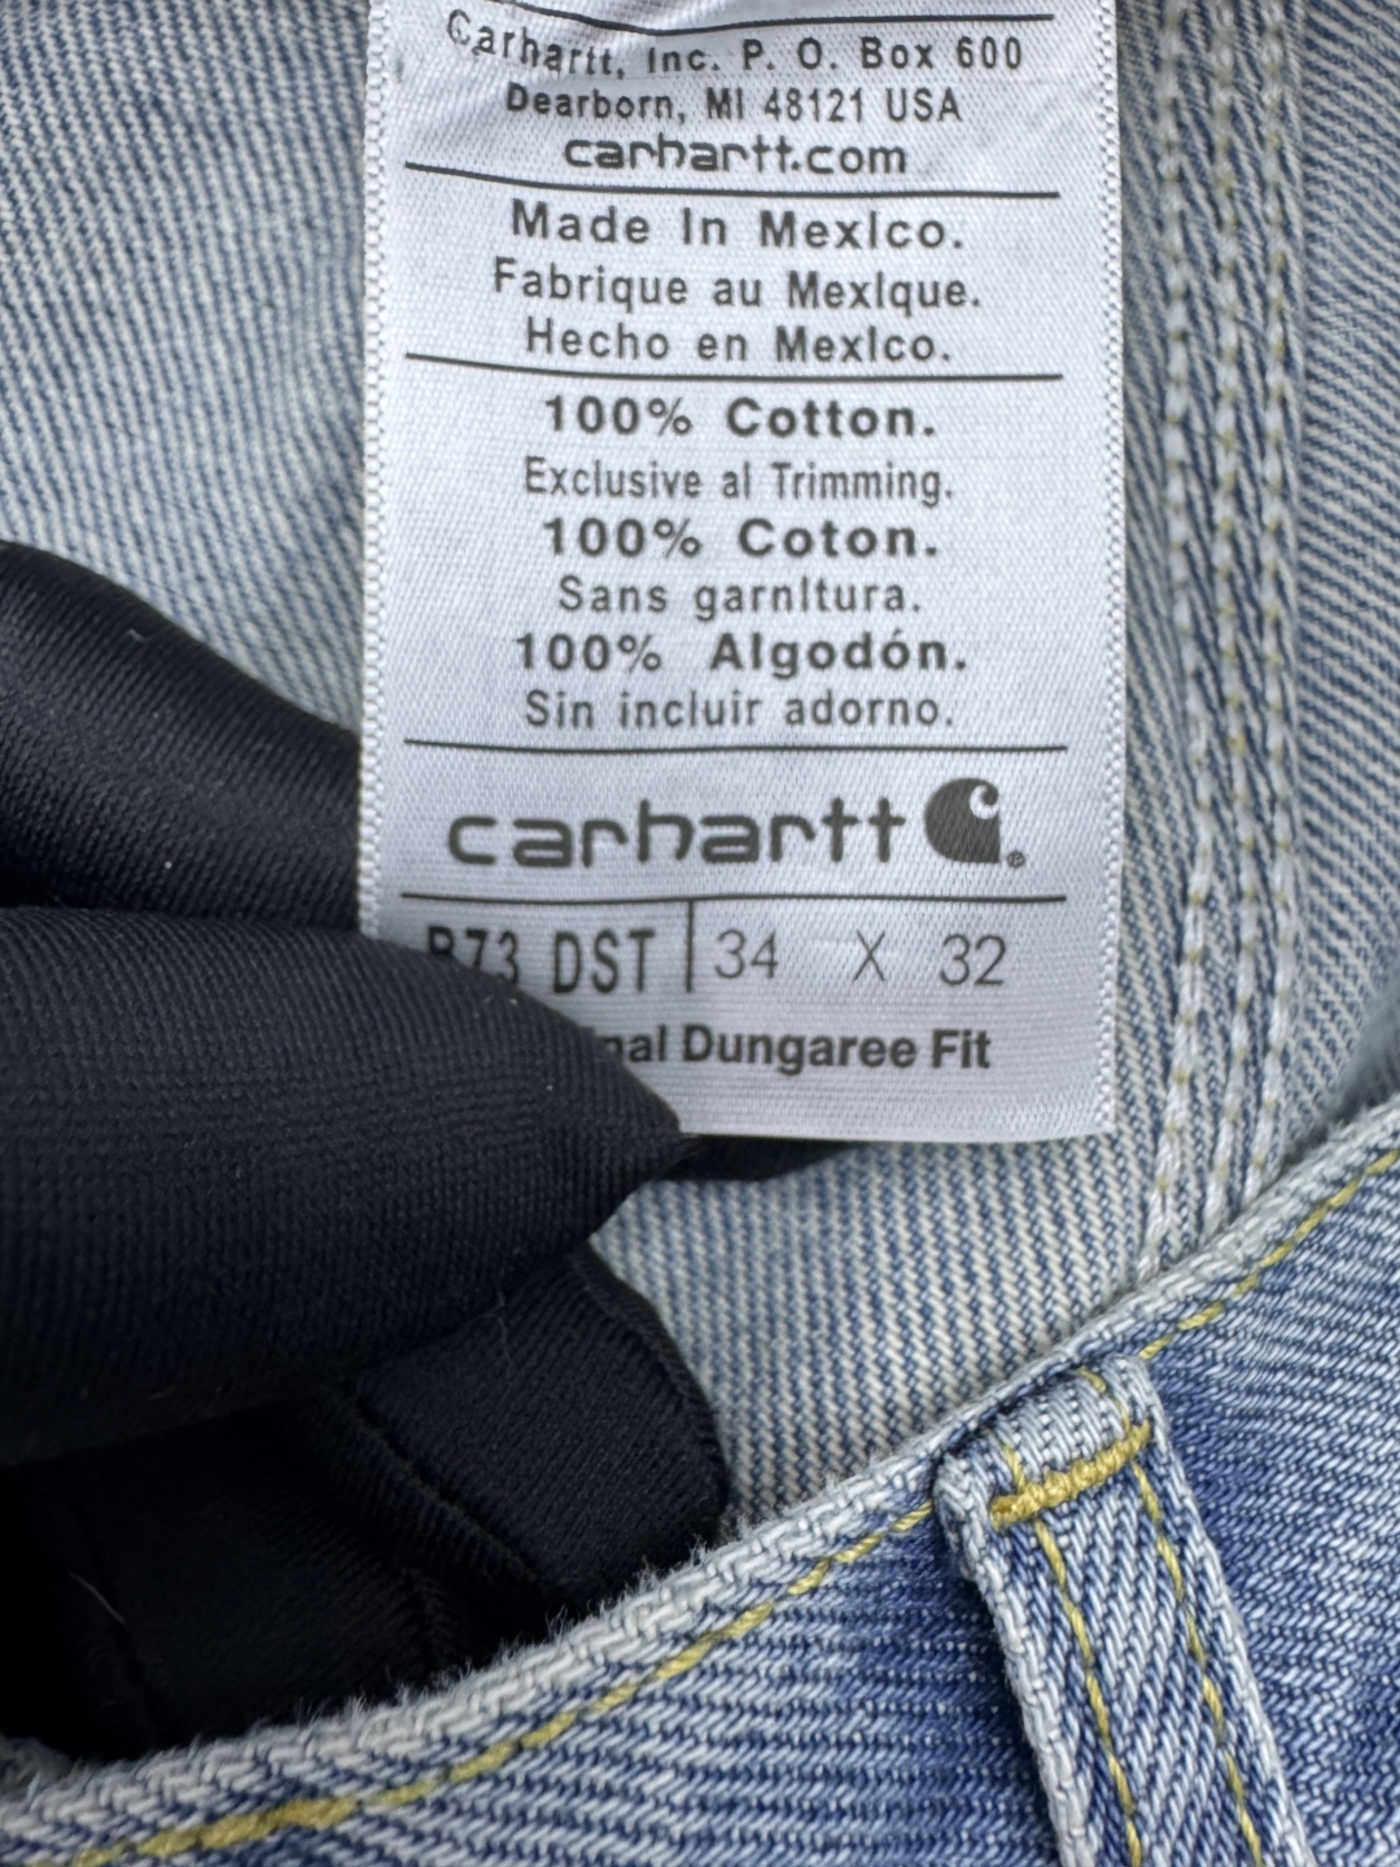 Carhartt, Inc. P. O. Box 600
Dearborn, MI 48121 USA
carhartt.com
Made In MexIco.
Fabrique au MexIque.
Hecho en MexIco.
100% Cotton.
Exclusive al Trimming.
100% Coton.
Sans garnItura.
100% Algodón.
Sin incluir adorno.
carhartt ®
B73 DST | 34 X 32
Dungaree Fit